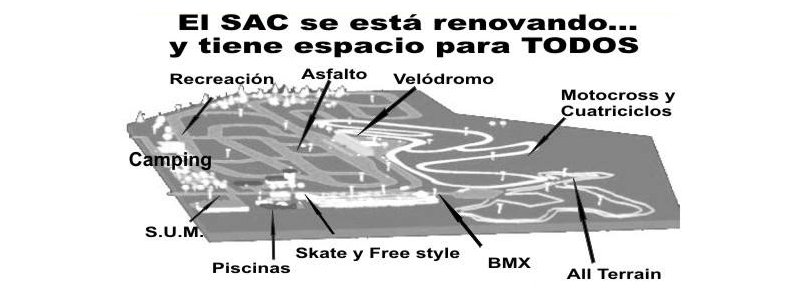 El SAC se está renovando...
y tiene espacio para TODOS
Recreación
Asfalto
Velódromo
Motocross y
Cuatriciclos
Camping
S.U.M.
Piscinas
Skate y Free style
BMX
All Terrain